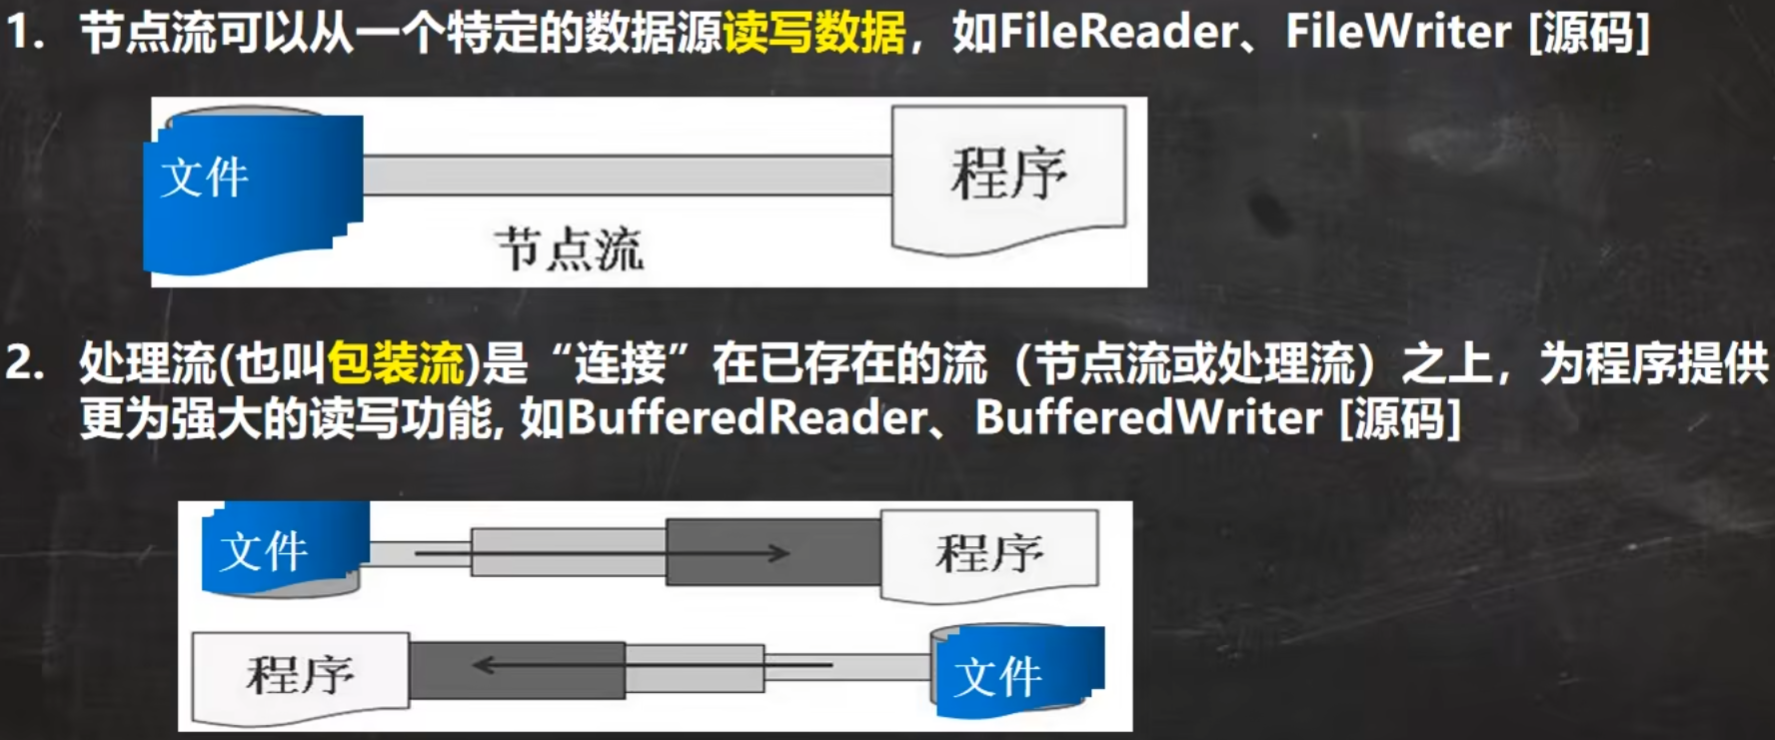 1. 节点流可以从一个特定的数据源读写数据，如FileReader、FileWriter [源码]
文件
程序
节点流
2. 处理流(也叫包装流)是“连接”在已存在的流（节点流或处理流）之上，为程序提供
更为强大的读写功能, 如BufferedReader、BufferedWriter [源码]
文件
程序
程序
文件